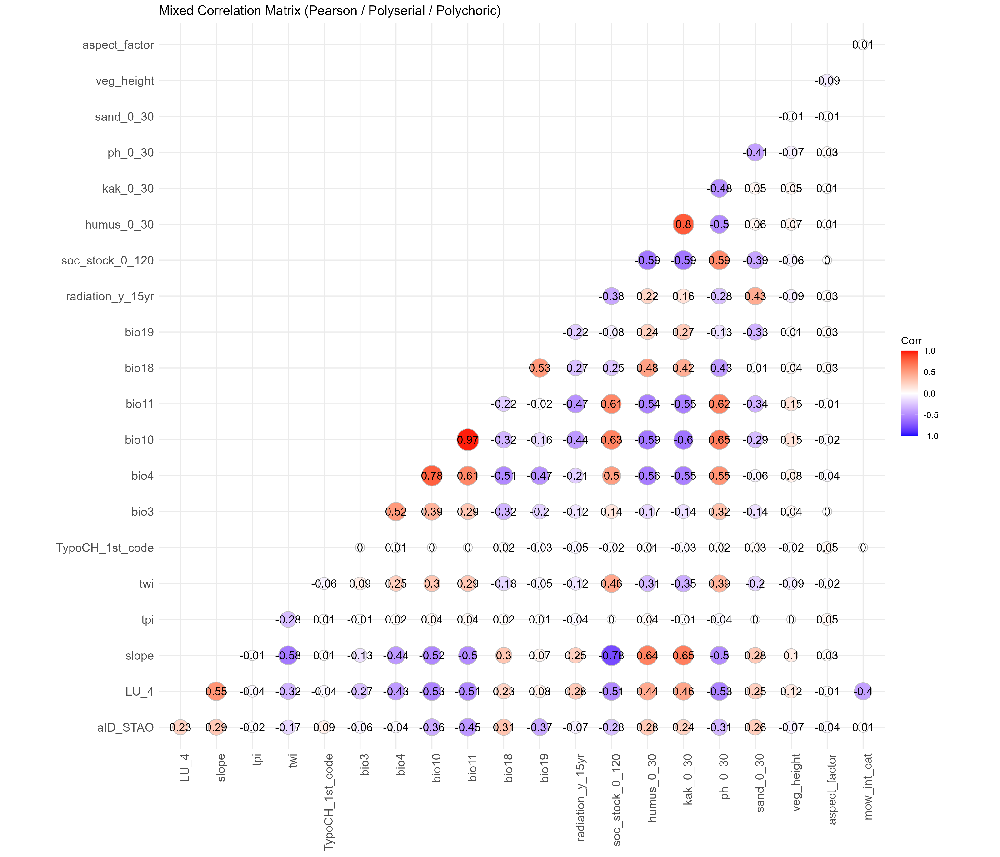 Mixed Correlation Matrix (Pearson / Polyserial / Polychoric)
aspect_factor 0.01
veg_height -0.09
sand_0_30 -0.01 -0.01
ph_0_30 -0.41 -0.07 0.03
kak_0_30 -0.48 0.05 0.05 0.01
humus_0_30 0.8 -0.5 0.06 0.07 0.01
soc_stock_0_120 -0.59 -0.59 0.59 -0.39 -0.06 0
radiation_y_15yr -0.38 0.22 0.16 -0.28 0.43 -0.09 0.03
bio19 -0.22 -0.08 0.24 0.27 -0.13 -0.33 0.01 0.03
bio18 0.53 -0.27 -0.25 0.48 0.42 -0.43 -0.01 0.04 0.03
bio11 -0.22 -0.02 -0.47 0.61 -0.54 -0.55 0.62 -0.34 0.15 -0.01
bio10 0.97 -0.32 -0.16 -0.44 0.63 -0.59 -0.6 0.65 -0.29 0.15 -0.02
bio4 0.78 0.61 -0.51 -0.47 -0.21 0.5 -0.56 -0.55 0.55 -0.06 0.08 -0.04
bio3 0.52 0.39 0.29 -0.32 -0.2 -0.12 0.14 -0.17 -0.14 0.32 -0.14 0.04 0
TypoCH_1st_code 0 0.01 0 0 0.02 -0.03 -0.05 -0.02 0.01 -0.03 0.02 0.03 -0.02 0.05 0
twi -0.06 0.09 0.25 0.3 0.29 -0.18 -0.05 -0.12 0.46 -0.31 -0.35 0.39 -0.2 -0.09 -0.02
tpi -0.28 0.01 -0.01 0.02 0.04 0.04 0.02 0.01 -0.04 0 0.04 -0.01 -0.04 0 0 0.05
slope -0.01 -0.58 0.01 -0.13 -0.44 -0.52 -0.5 0.3 0.07 0.25 -0.78 0.64 0.65 -0.5 0.28 0.1 0.03
LU_4 0.55 -0.04 -0.32 -0.04 -0.27 -0.43 -0.53 -0.51 0.23 0.08 0.28 -0.51 0.44 0.46 -0.53 0.25 0.12 -0.01 -0.4
aID_STAO 0.23 0.29 -0.02 -0.17 0.09 -0.06 -0.04 -0.36 -0.45 0.31 -0.37 -0.07 -0.28 0.28 0.24 -0.31 0.26 -0.07 -0.04 0.01
LU_4
slope
tpi
twi
TypoCH_1st_code
bio3
bio4
bio10
bio11
bio18
bio19
radiation_y_15yr
soc_stock_0_120
humus_0_30
kak_0_30
ph_0_30
sand_0_30
veg_height
aspect_factor
mow_int_cat
Corr
1.0
0.5
0.0
-0.5
-1.0